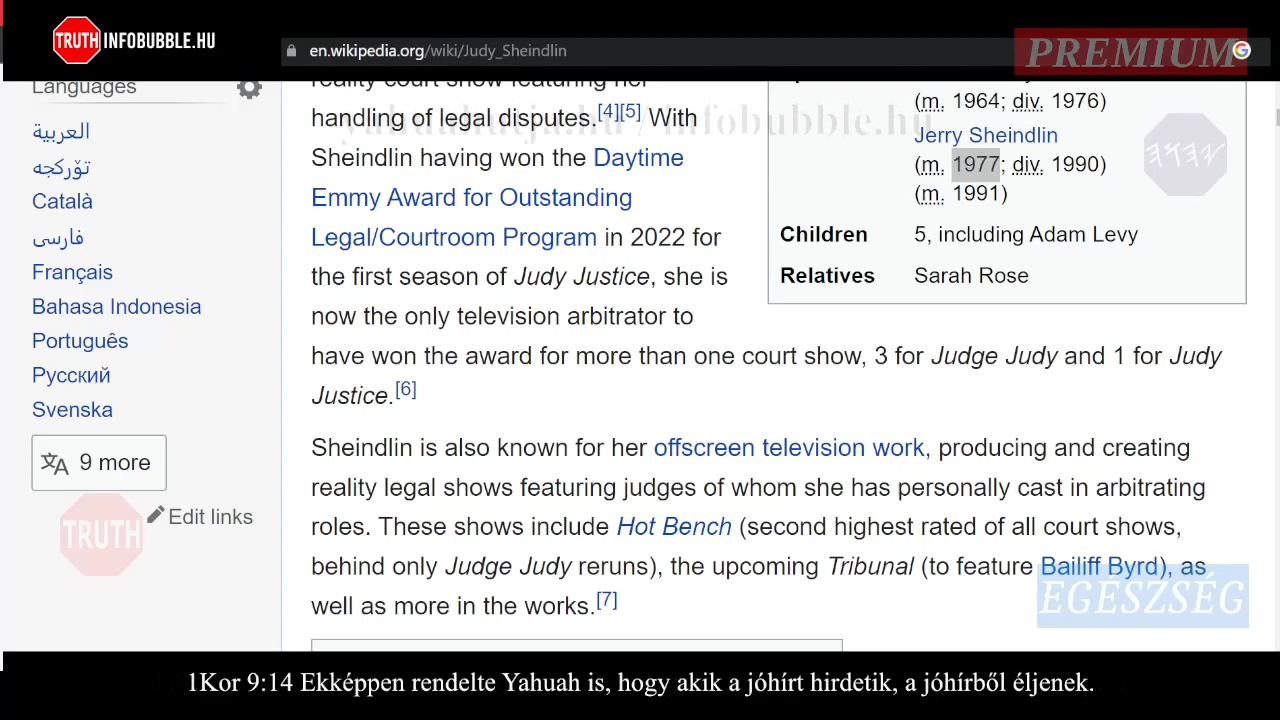 TRUTH INFOBUBBLE.HU
en.wikipedia.org/wiki/Judy_Sheindlin
PREMIUM
Languages
العربية
تۆرکجه
Català
فارسی
Français
Bahasa Indonesia
Português
Русский
Svenska
9 more
Edit links
TRUTH
reality court show featuring her
handling of legal disputes.[4][5] With
Sheindlin having won the Daytime
Emmy Award for Outstanding
Legal/Courtroom Program in 2022 for
the first season of Judy Justice, she is
now the only television arbitrator to
have won the award for more than one court show, 3 for Judge Judy and 1 for Judy
Justice.[6]
Sheindlin is also known for her offscreen television work, producing and creating
reality legal shows featuring judges of whom she has personally cast in arbitrating
roles. These shows include Hot Bench (second highest rated of all court shows,
behind only Judge Judy reruns), the upcoming Tribunal (to feature Bailiff Byrd), as
well as more in the works.[7]
(m. 1964; div. 1976)
Jerry Sheindlin
(m. 1977; div. 1990)
(m. 1991)
Children 5, including Adam Levy
Relatives Sarah Rose
/ infobubble.hu
EGÉSZSÉG
1Kor 9:14 Ekképpen rendelte Yahuah is, hogy akik a jóhírt hirdetik, a jóhírből éljenek.